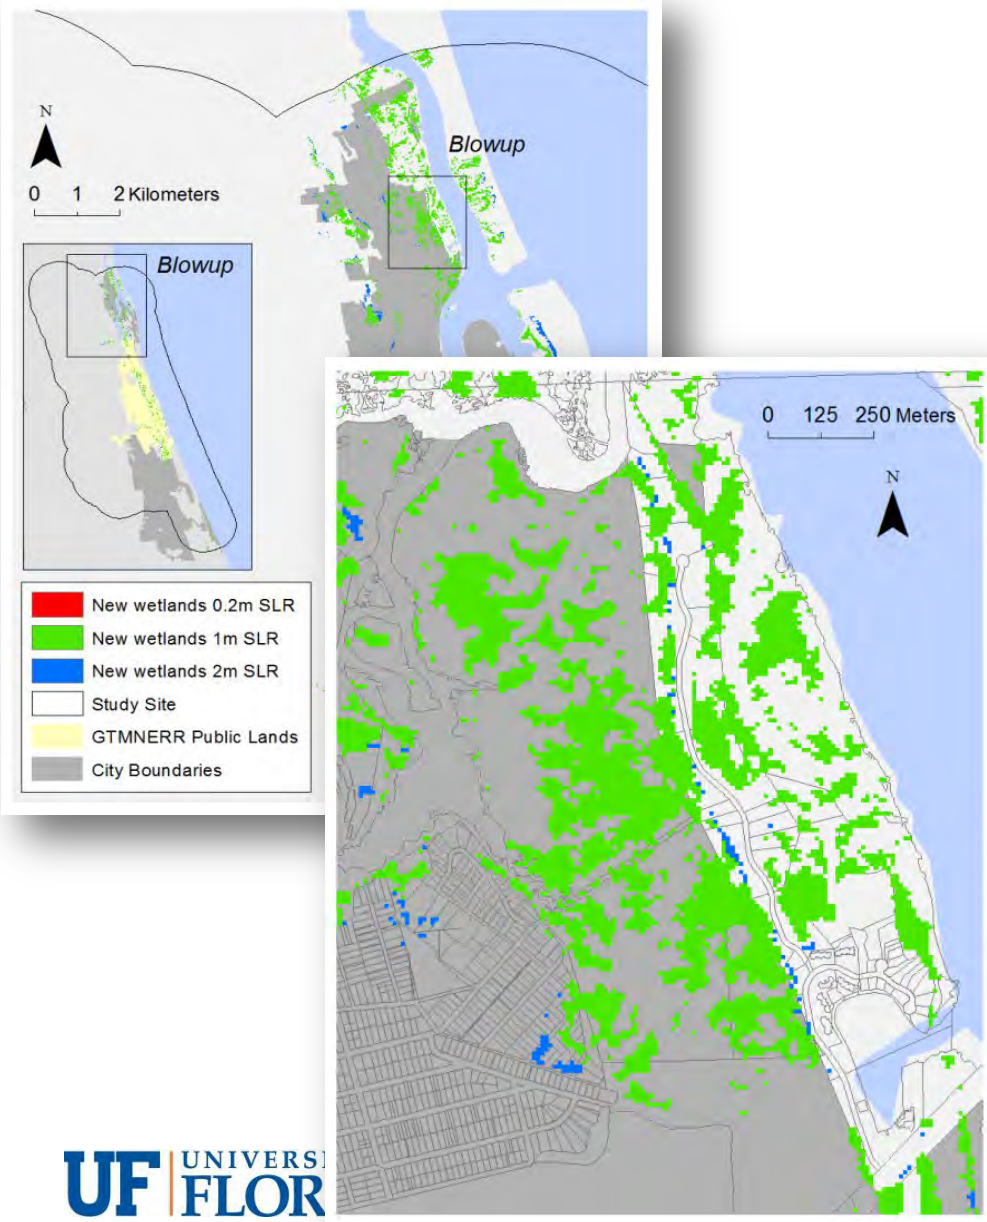 N
0 1 2 Kilometers
Blowup
Blowup
New wetlands 0.2m SLR
New wetlands 1m SLR
New wetlands 2m SLR
Study Site
GTMNERR Public Lands
City Boundaries
0 125 250 Meters
N
UF
UNIVERSI
FLOR